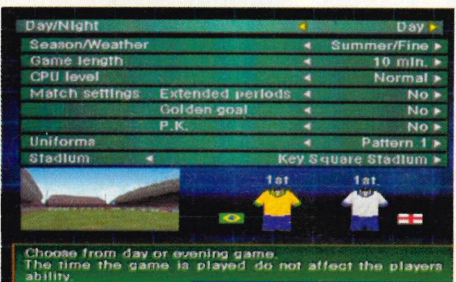 Day/Night Day
Season/Weather Summer/Fine
Game length 10 min.
CPU level Normal
Match settings Extended periods No
Golden goal No
P.K. No
Uniforms Pattern 1
Stadium Key Square Stadium
1st 1st
Choose from day or evening game.
The time the game is played do not affect the players
ability.